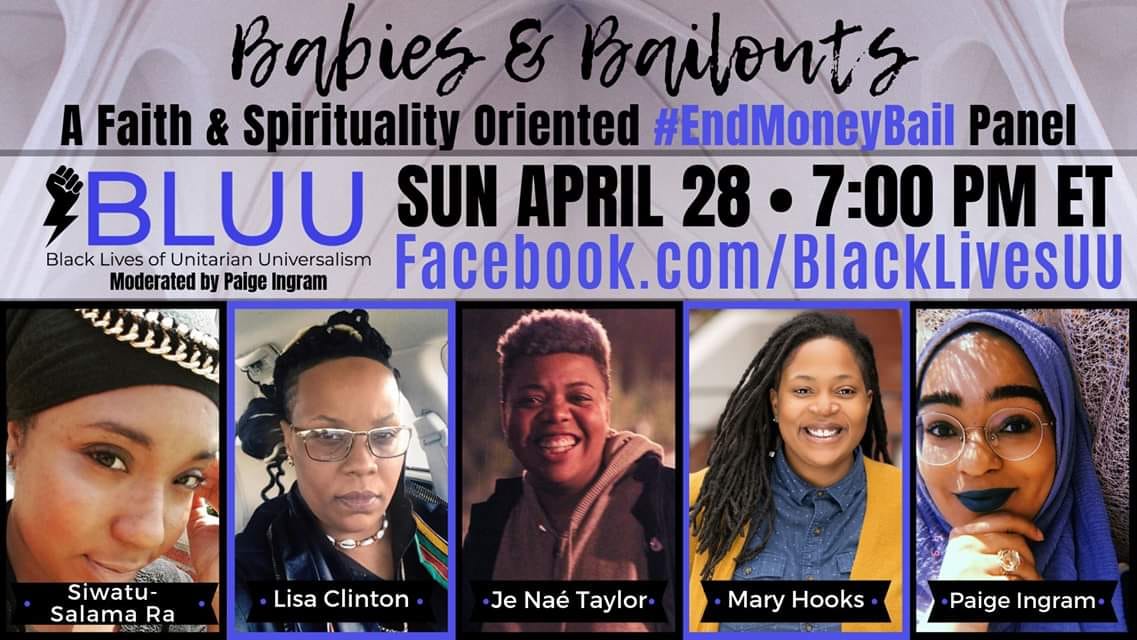 Babies & Bailouts
A Faith & Spirituality Oriented #EndMoneyBail Panel
BLUU
Black Lives of Unitarian Universalism
Moderated by Paige Ingram
SUN APRIL 28 • 7:00 PM ET
Facebook.com/BlackLivesUU
Siwatu-
Salama Ra
Lisa Clinton
Je Naé Taylor
Mary Hooks
Paige Ingram